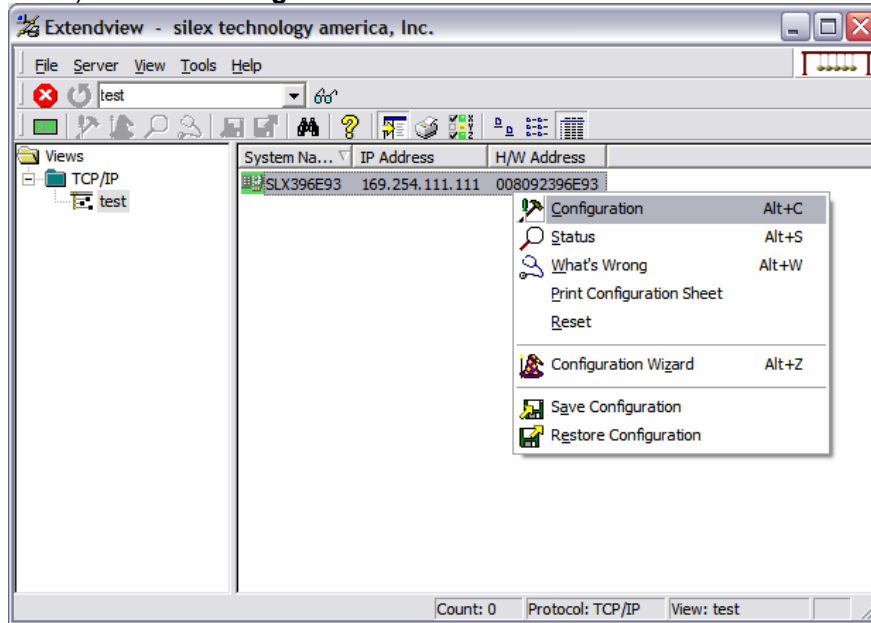 Extendview - silex technology america, Inc.
File Server View Tools Help
test
Views
TCP/IP
test
System Na... IP Address H/W Address
SLX396E93 169.254.111.111 008092396E93
Configuration Alt+C
Status Alt+S
What's Wrong Alt+W
Print Configuration Sheet
Reset
Configuration Wizard Alt+Z
Save Configuration
Restore Configuration
Count: 0 Protocol: TCP/IP View: test